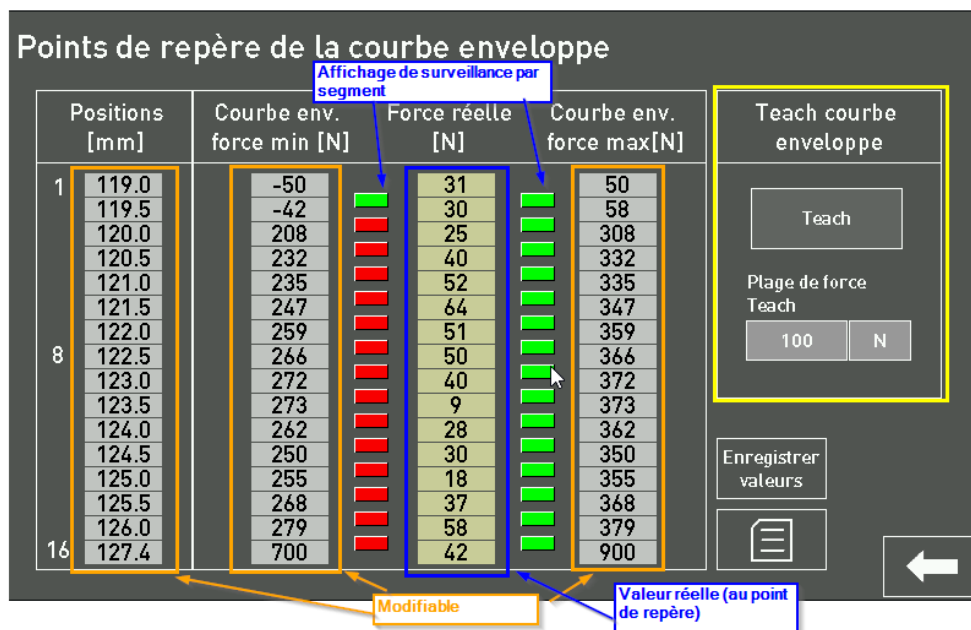 Points de repère de la courbe enveloppe
Affichage de surveillance par
segment
Positions
[mm]
Courbe env.
force min [N]
Force réelle
[N]
Courbe env.
force max[N]
Teach courbe
enveloppe
1 119.0 -50 31 50
119.5 -42 30 58
120.0 208 25 308
120.5 232 40 332
121.0 235 52 335
121.5 247 64 347
122.0 259 51 359
8 122.5 266 50 366
123.0 272 40 372
123.5 273 9 373
124.0 262 28 362
124.5 250 30 350
125.0 255 18 355
125.5 268 37 368
126.0 279 58 379
16 127.4 700 42 900
Teach
Plage de force
Teach
100 N
Enregistrer
valeurs
Modifiable
Valeur réelle (au point
de repère)